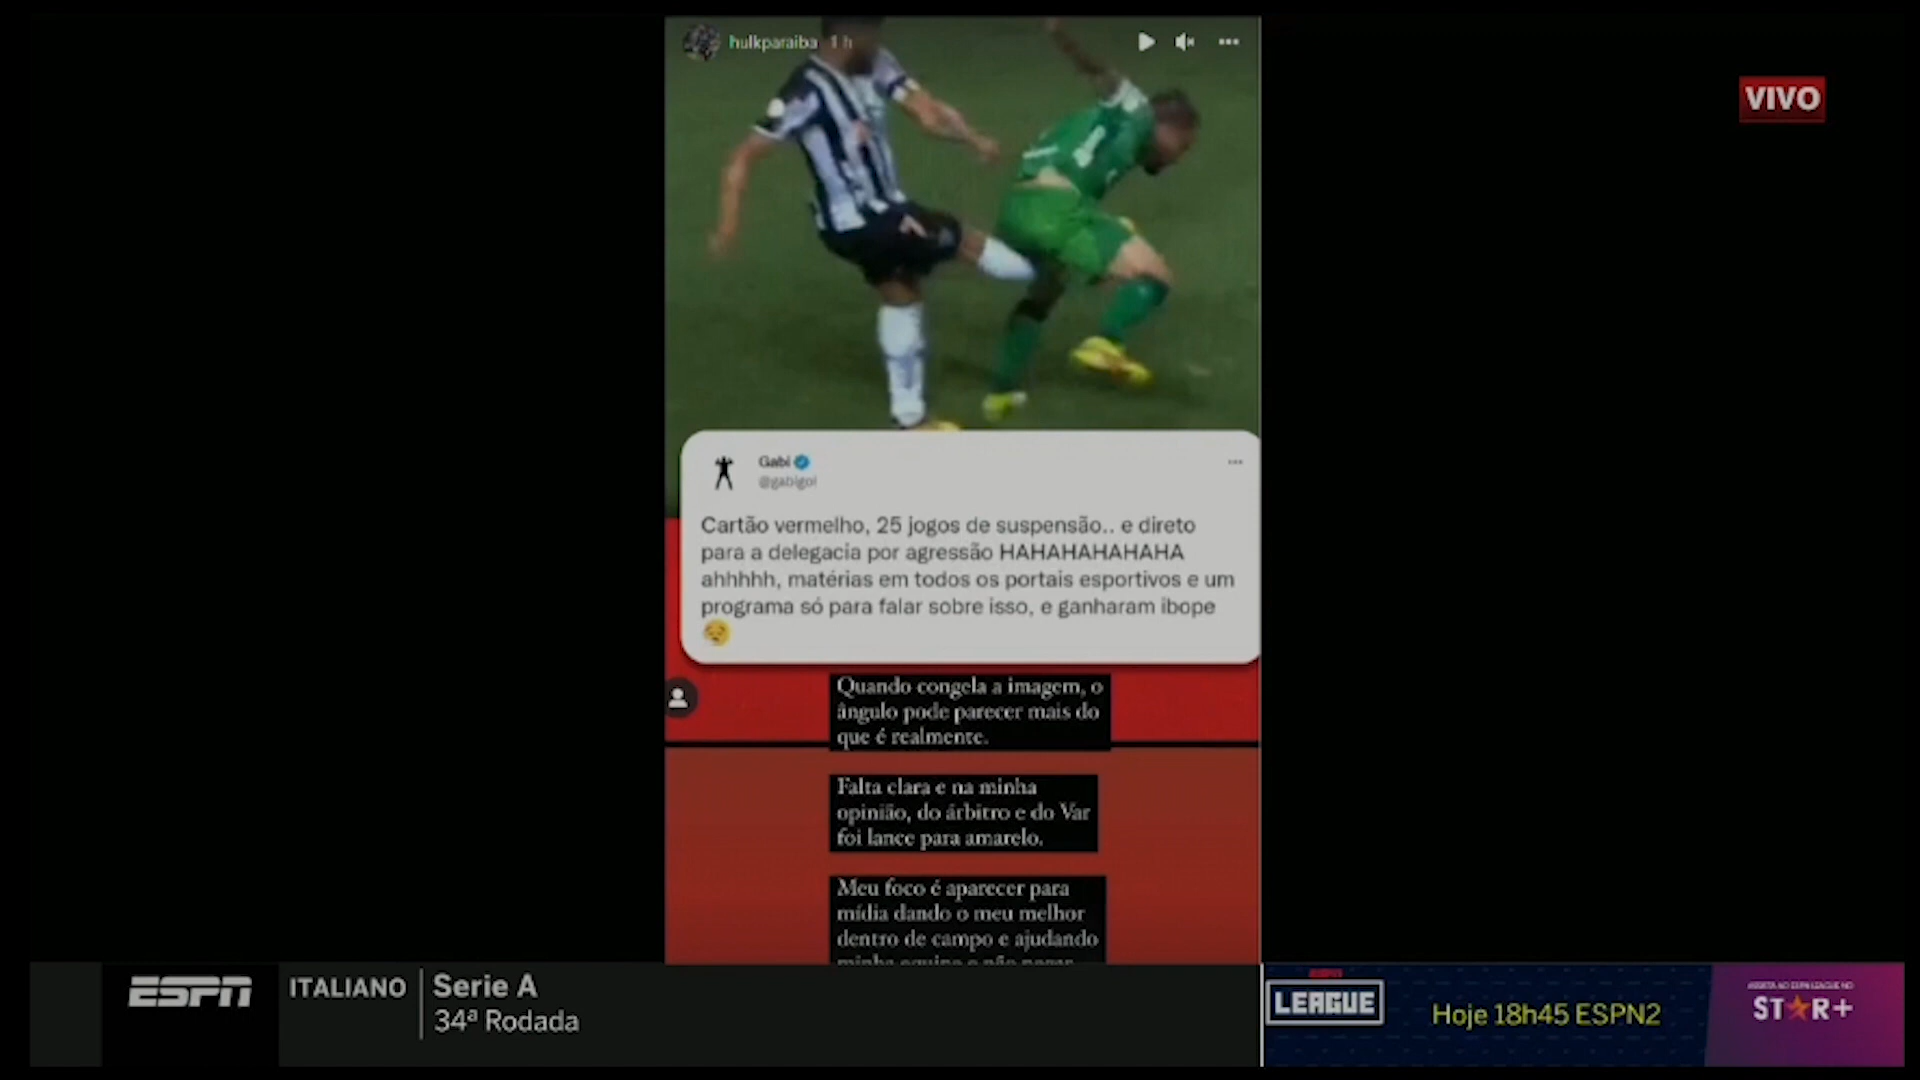 hulkparaiba 1 h
VIVO
Gabi
@gabigol
Cartão vermelho, 25 jogos de suspensão.. e direto
para a delegacia por agressão HAHAHAHAHAHA
ahhhhh, matérias em todos os portais esportivos e um
programa só para falar sobre isso, e ganharam ibope
Quando congela a imagem, o
ângulo pode parecer mais do
que é realmente.
Falta clara e na minha
opinião, do árbitro e do Var
foi lance para amarelo.
Meu foco é aparecer para
mídia dando o meu melhor
dentro de campo e ajudando
ESPN
ITALIANO
Serie A
34ª Rodada
ESPN
LEAGUE
Hoje 18h45 ESPN2
STAR+